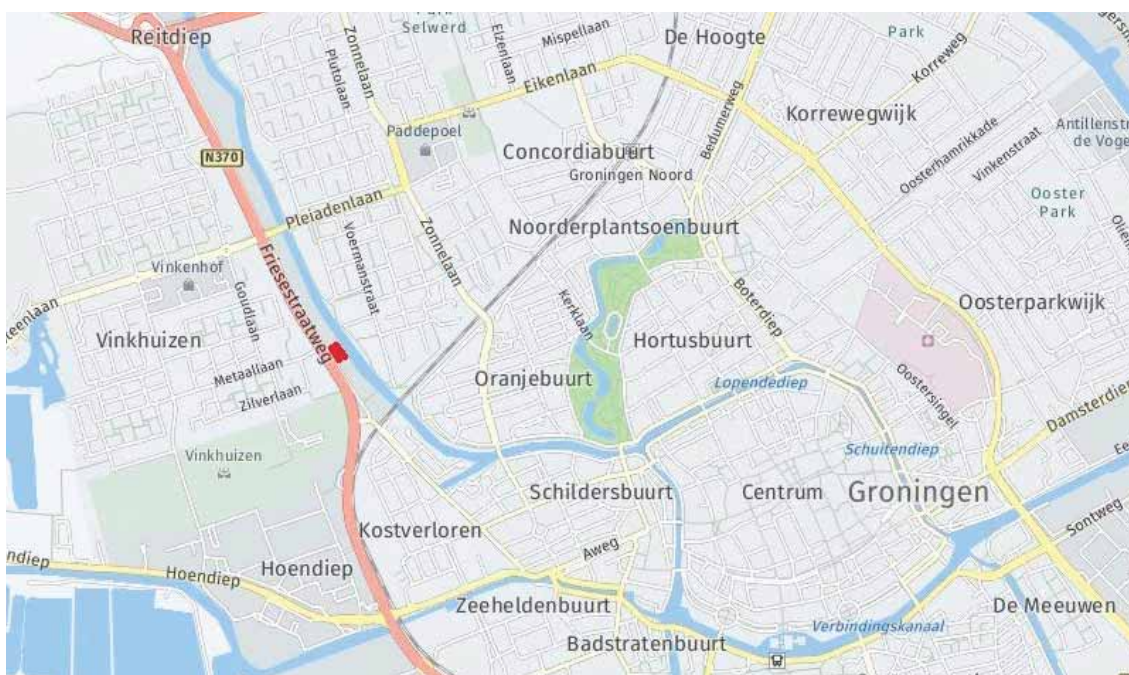 Reitdiep
Zonnelaan
Plutolaan
Selwerd
Elzenlaan
Mispellaan
De Hoogte
Park
Korreweg
Eikenlaan
Paddepoel
Korrewegwijk
Antillenstr
de Voge
N370
Concordiabuurt
Groningen Noord
Bedumerweg
Oosterhamrikkade
Vinkenstraat
Ooster
Park
Pleiadenlaan
Voermanstraat
Zonnelaan
Noorderplantsoenbuurt
Vinkenhof
Goudlaan
Friesestraatweg
Kerklaan
Boterdiep
Oosterparkwijk
eenlaan
Vinkhuizen
Hortusbuurt
Metaallaan
Zilverlaan
Oranjebuurt
Lopendediep
Oostersingel
Damsterdie
Vinkhuizen
Schuitendiep
Schildersbuurt
Centrum
Groningen
Kostverloren
Aweg
Sontweg
ndiep
Hoendiep
Hoendiep
Zeeheldenbuurt
De Meeuwen
Badstratenbuurt
Verbindingskanaal